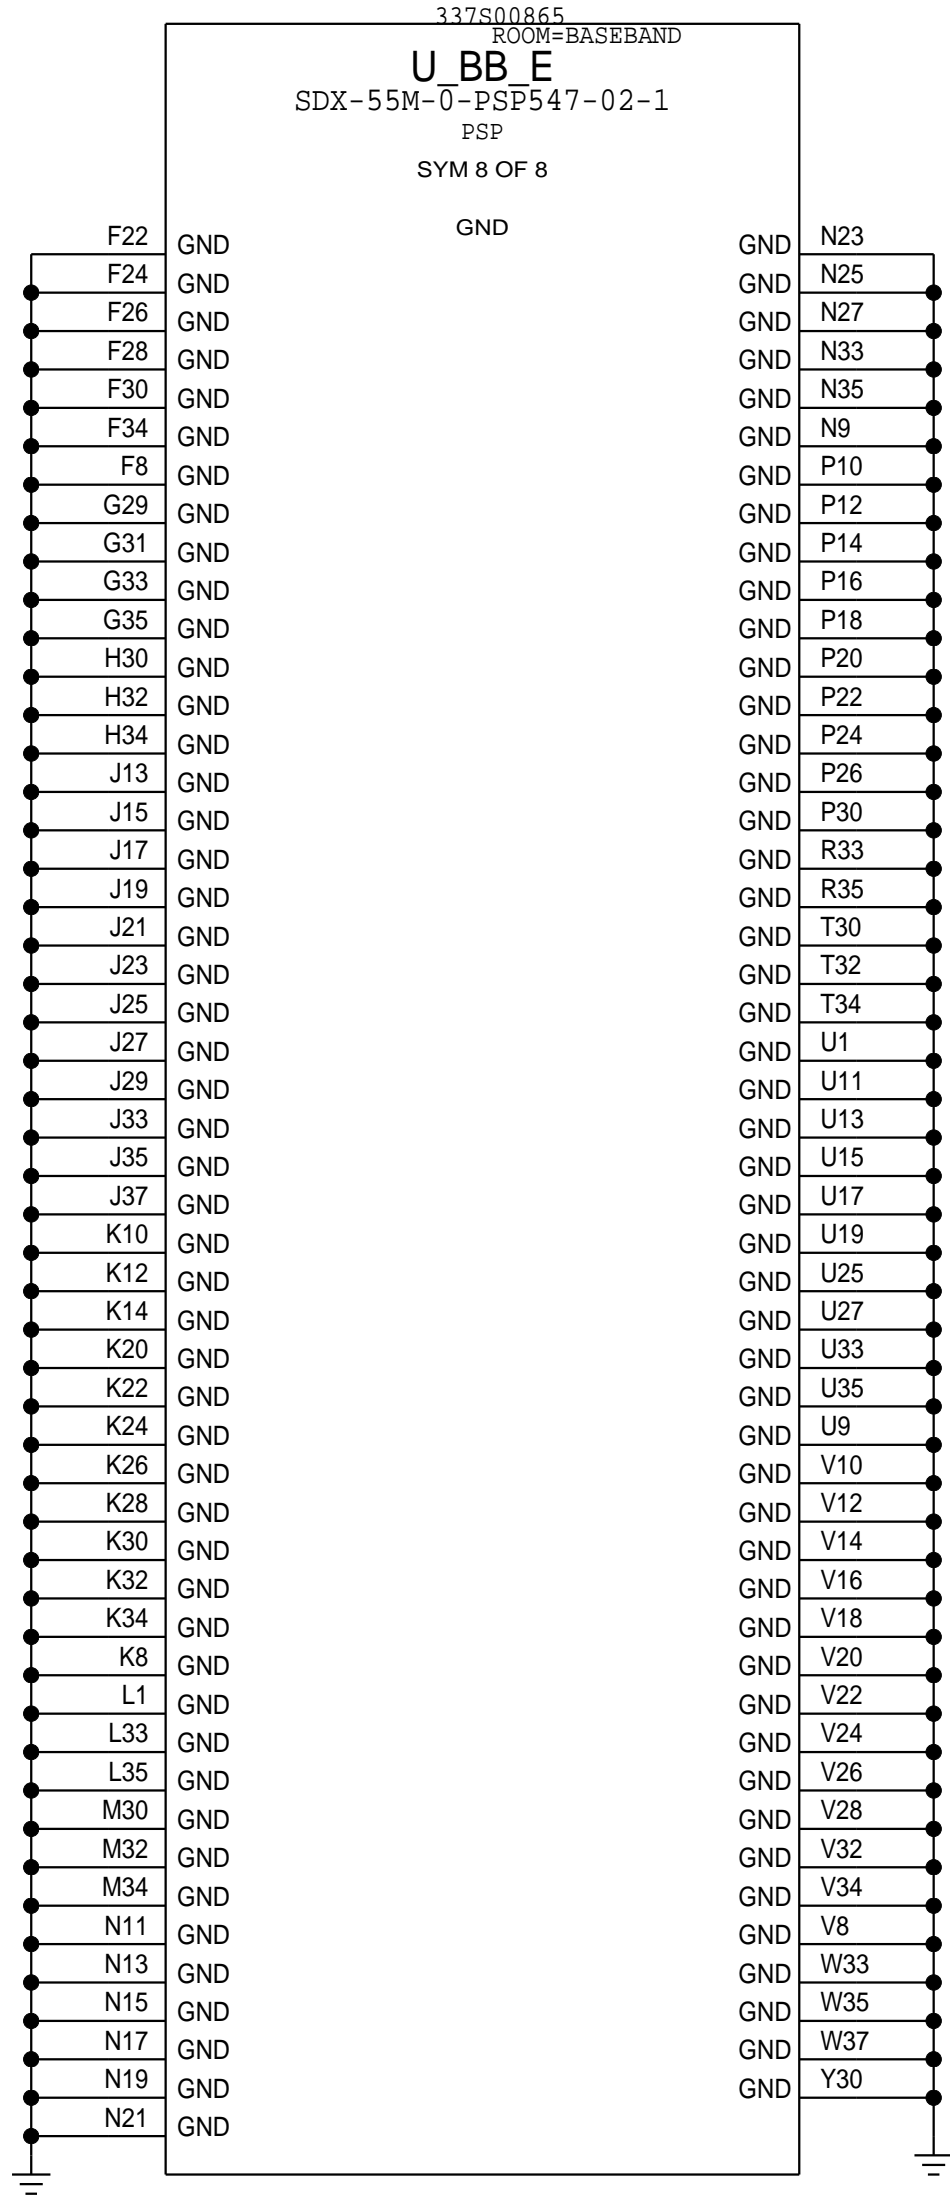 337S00865
ROOM=BASEBAND
U_BB_E
SDX-55M-0-PSP547-02-1
PSP
SYM 8 OF 8
GND
F22 GND GND N23
F24 GND GND N25
F26 GND GND N27
F28 GND GND N33
F30 GND GND N35
F34 GND GND N9
F8 GND GND P10
G29 GND GND P12
G31 GND GND P14
G33 GND GND P16
G35 GND GND P18
H30 GND GND P20
H32 GND GND P22
H34 GND GND P24
J13 GND GND P26
J15 GND GND P30
J17 GND GND R33
J19 GND GND R35
J21 GND GND T30
J23 GND GND T32
J25 GND GND T34
J27 GND GND U1
J29 GND GND U11
J33 GND GND U13
J35 GND GND U15
J37 GND GND U17
K10 GND GND U19
K12 GND GND U25
K14 GND GND U27
K20 GND GND U33
K22 GND GND U35
K24 GND GND U9
K26 GND GND V10
K28 GND GND V12
K30 GND GND V14
K32 GND GND V16
K34 GND GND V18
K8 GND GND V20
L1 GND GND V22
L33 GND GND V24
L35 GND GND V26
M30 GND GND V28
M32 GND GND V32
M34 GND GND V34
N11 GND GND V8
N13 GND GND W33
N15 GND GND W35
N17 GND GND W37
N19 GND GND Y30
N21 GND